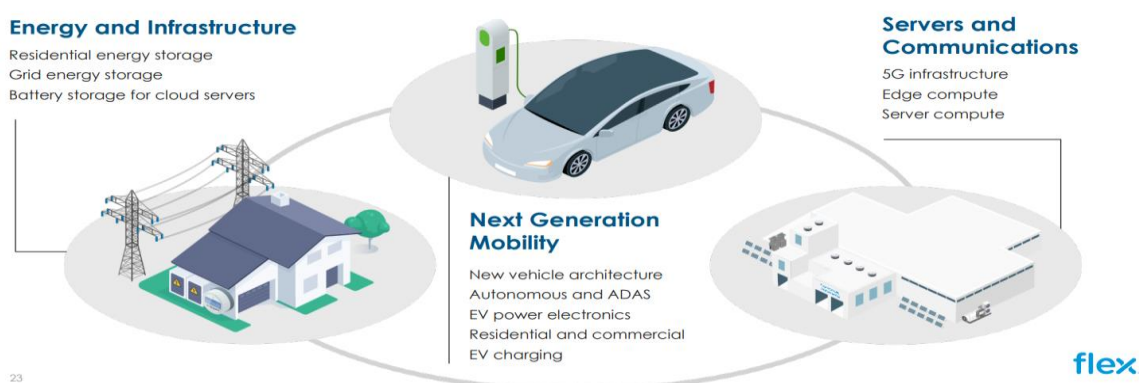 Energy and Infrastructure
Residential energy storage
Grid energy storage
Battery storage for cloud servers
Servers and
Communications
5G infrastructure
Edge compute
Server compute
Next Generation
Mobility
New vehicle architecture
Autonomous and ADAS
EV power electronics
Residential and commercial
EV charging
23
flex